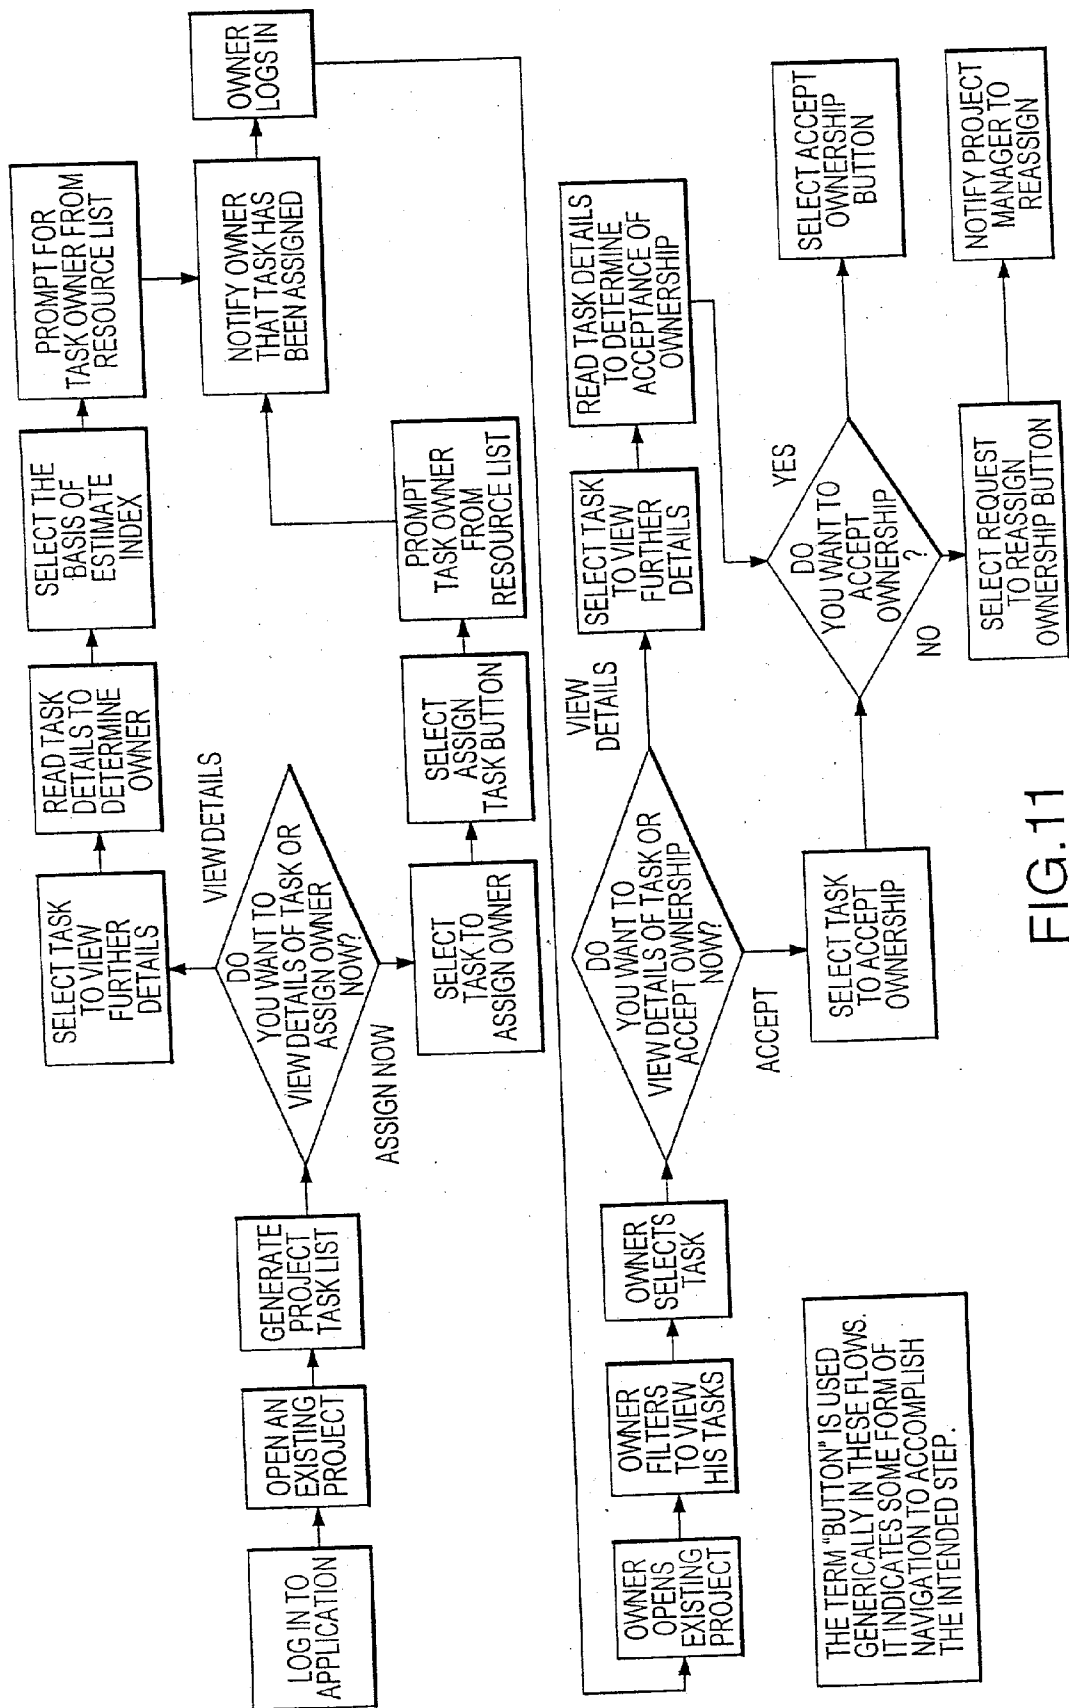 LOG IN TO
APPLICATION
OPEN AN
EXISTING
PROJECT
GENERATE
PROJECT
TASK LIST
DO
YOU WANT TO
VIEW DETAILS OF TASK OR
ASSIGN OWNER
NOW?
VIEW DETAILS
SELECT TASK
TO VIEW
FURTHER
DETAILS
READ TASK
DETAILS TO
DETERMINE
OWNER
SELECT THE
BASIS OF
ESTIMATE
INDEX
PROMPT FOR
TASK OWNER FROM
RESOURCE LIST
ASSIGN NOW
SELECT
TASK TO
ASSIGN OWNER
SELECT
ASSIGN
TASK BUTTON
PROMPT
TASK OWNER
FROM
RESOURCE LIST
NOTIFY OWNER
THAT TASK HAS
BEEN ASSIGNED
OWNER
LOGS IN
OWNER
OPENS
EXISTING
PROJECT
OWNER
FILTERS
TO VIEW
HIS TASKS
OWNER
SELECTS
TASK
DO
YOU WANT TO
VIEW DETAILS OF TASK OR
ACCEPT OWNERSHIP
NOW?
VIEW
DETAILS
SELECT TASK
TO VIEW
FURTHER
DETAILS
READ TASK DETAILS
TO DETERMINE
ACCEPTANCE OF
OWNERSHIP
ACCEPT
SELECT TASK
TO ACCEPT
OWNERSHIP
DO
YOU WANT TO
ACCEPT
OWNERSHIP
?
YES
SELECT ACCEPT
OWNERSHIP
BUTTON
NO
SELECT REQUEST
TO REASSIGN
OWNERSHIP BUTTON
NOTIFY PROJECT
MANAGER TO
REASSIGN
THE TERM "BUTTON" IS USED
GENERICALLY IN THESE FLOWS.
IT INDICATES SOME FORM OF
NAVIGATION TO ACCOMPLISH
THE INTENDED STEP.
FIG.11